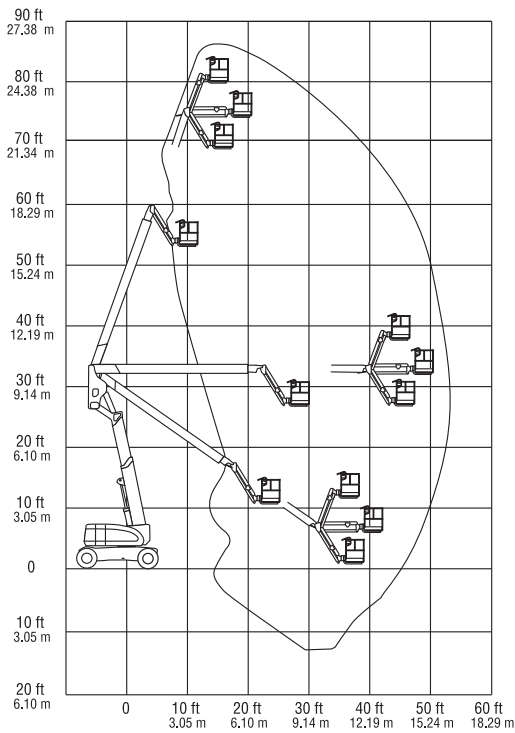 90 ft
27.38 m
80 ft
24.38 m
70 ft
21.34 m
60 ft
18.29 m
50 ft
15.24 m
40 ft
12.19 m
30 ft
9.14 m
20 ft
6.10 m
10 ft
3.05 m
0
10 ft
3.05 m
20 ft
6.10 m
0 10 ft 20 ft 30 ft 40 ft 50 ft 60 ft
3.05 m 6.10 m 9.14 m 12.19 m 15.24 m 18.29 m